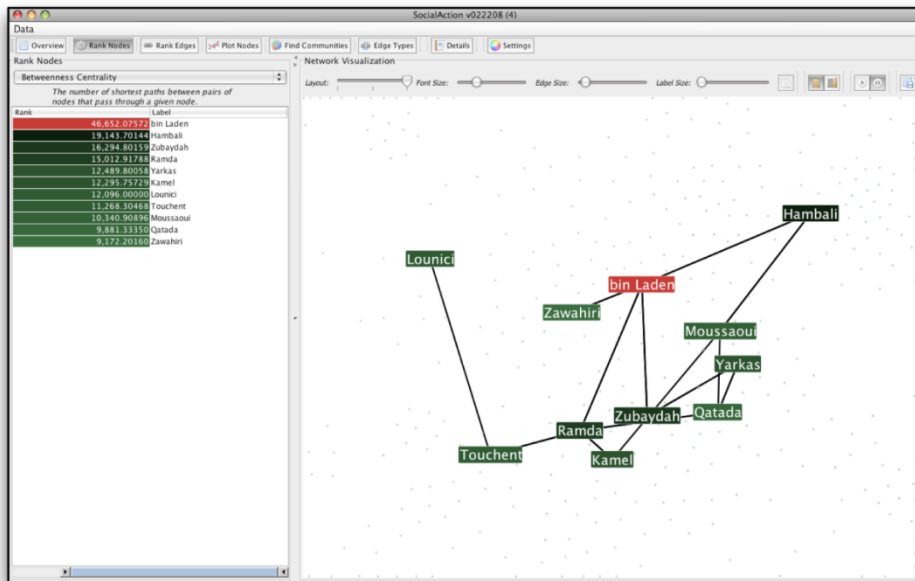 SocialAction v022208 (4)
Data
Overview Rank Nodes Rank Edges Plot Nodes Find Communities Edge Types Details Settings
Rank Nodes
Network Visualization
Betweenness Centrality
Layout: Font Size: Edge Size: Label Size:
The number of shortest paths between pairs of
nodes that pass through a given node.
Rank Label
46,652.07572 bin Laden
19,143.70144 Hambali
16,294.80159 Zubaydah
15,012.91788 Ramda
12,489.80058 Yarkas
12,295.75729 Kamel
12,096.00000 Lounici
11,268.30468 Touchent
10,340.90896 Moussaoui
9,881.33350 Qatada
9,172.20160 Zawahiri
Hambali
Lounici
bin Laden
Zawahiri
Moussaoui
Yarkas
Zubaydah
Qatada
Ramda
Touchent
Kamel